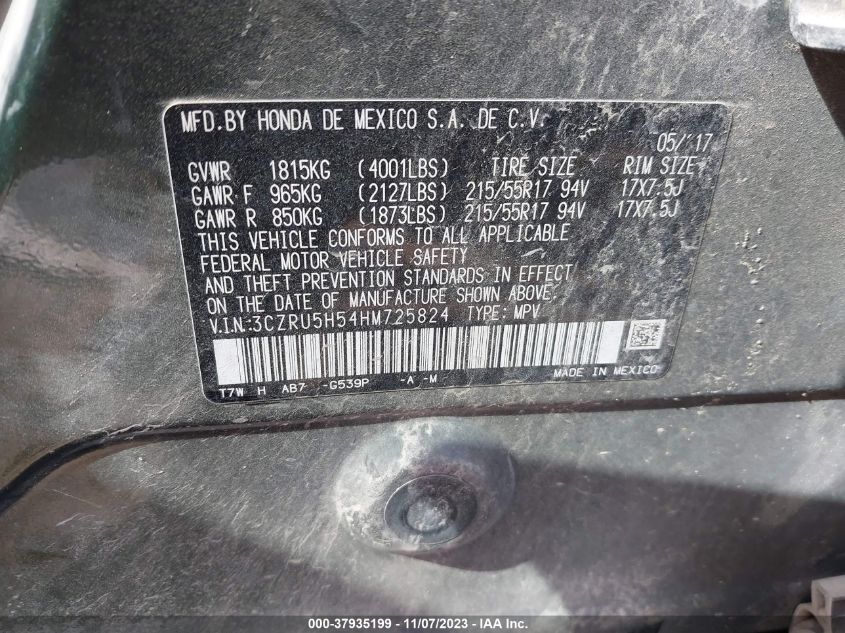 MFD.BY HONDA DE MEXICO S.A. DE C.V.
05/'17
GVWR 1815KG (4001LBS) TIRE SIZE RIM SIZE
GAWR F 965KG (2127LBS) 215/55R17 94V 17X7.5J
GAWR R 850KG (1873LBS) 215/55R17 94V 17X7.5J
THIS VEHICLE CONFORMS TO ALL APPLICABLE
FEDERAL MOTOR VEHICLE SAFETY
AND THEFT PREVENTION STANDARDS IN EFFECT
ON THE DATE OF MANUFACTURE SHOWN ABOVE.
V.I.N:3CZRU5H54HM725824 TYPE: MPV
T7W H AB7 -G539P -A -M MADE IN MEXICO
000-37935199 - 11/07/2023 - IAA Inc.